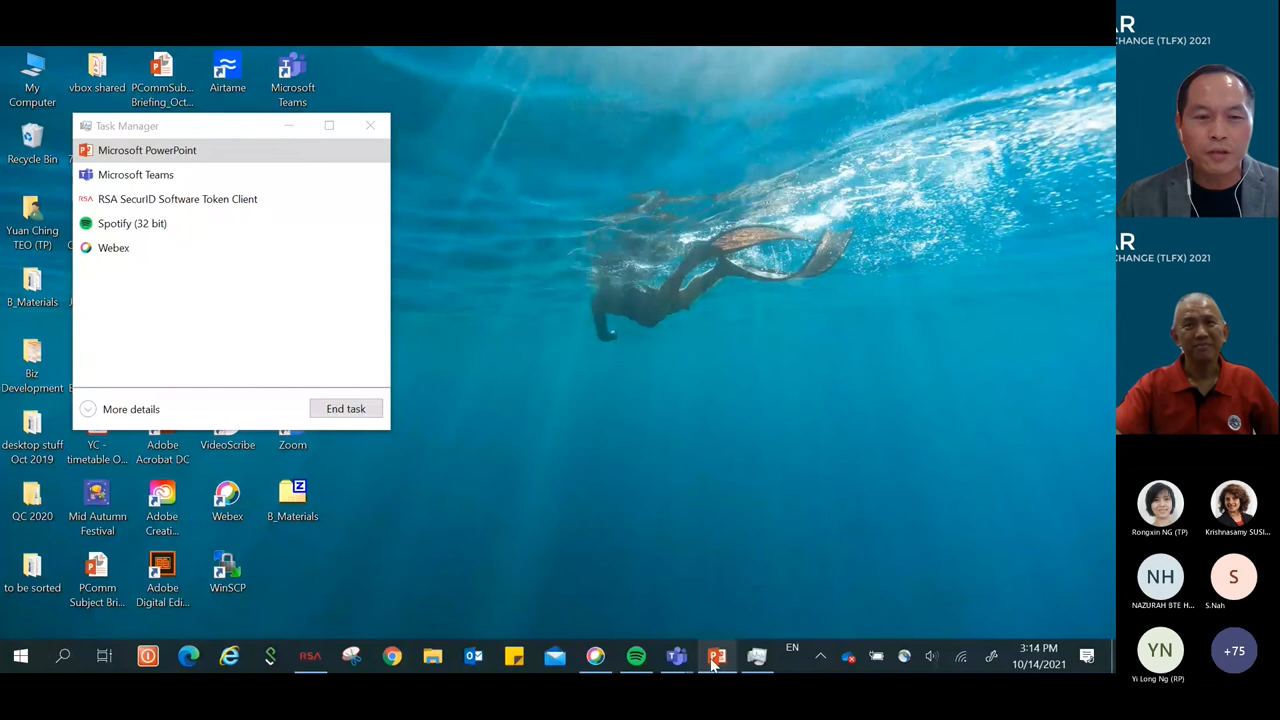 My Computer
vbox shared
PCommSub... Briefing_Oct...
Airtame
Microsoft Teams
Task Manager
Microsoft PowerPoint
Microsoft Teams
RSA SecurID Software Token Client
Spotify (32 bit)
Webex
More details
End task
Recycle Bin
Yuan Ching TEO (TP)
B_Materials
Biz Development
desktop stuff Oct 2019
YC - timetable O...
Adobe Acrobat DC
VideoScribe
Zoom
QC 2020
Mid Autumn Festival
Adobe Creati...
Webex
B_Materials
to be sorted
PComm Subject Bri...
Adobe Digital Edi...
WinSCP
RSA
EN
3:14 PM
10/14/2021
AR
CHANGE (TLFX) 2021
AR
CHANGE (TLFX) 2021
Rongxin NG (TP)
Krishnasamy SUSI...
NH
NAZURAH BTE H...
S
S.Nah
YN
Yi Long Ng (RP)
+75